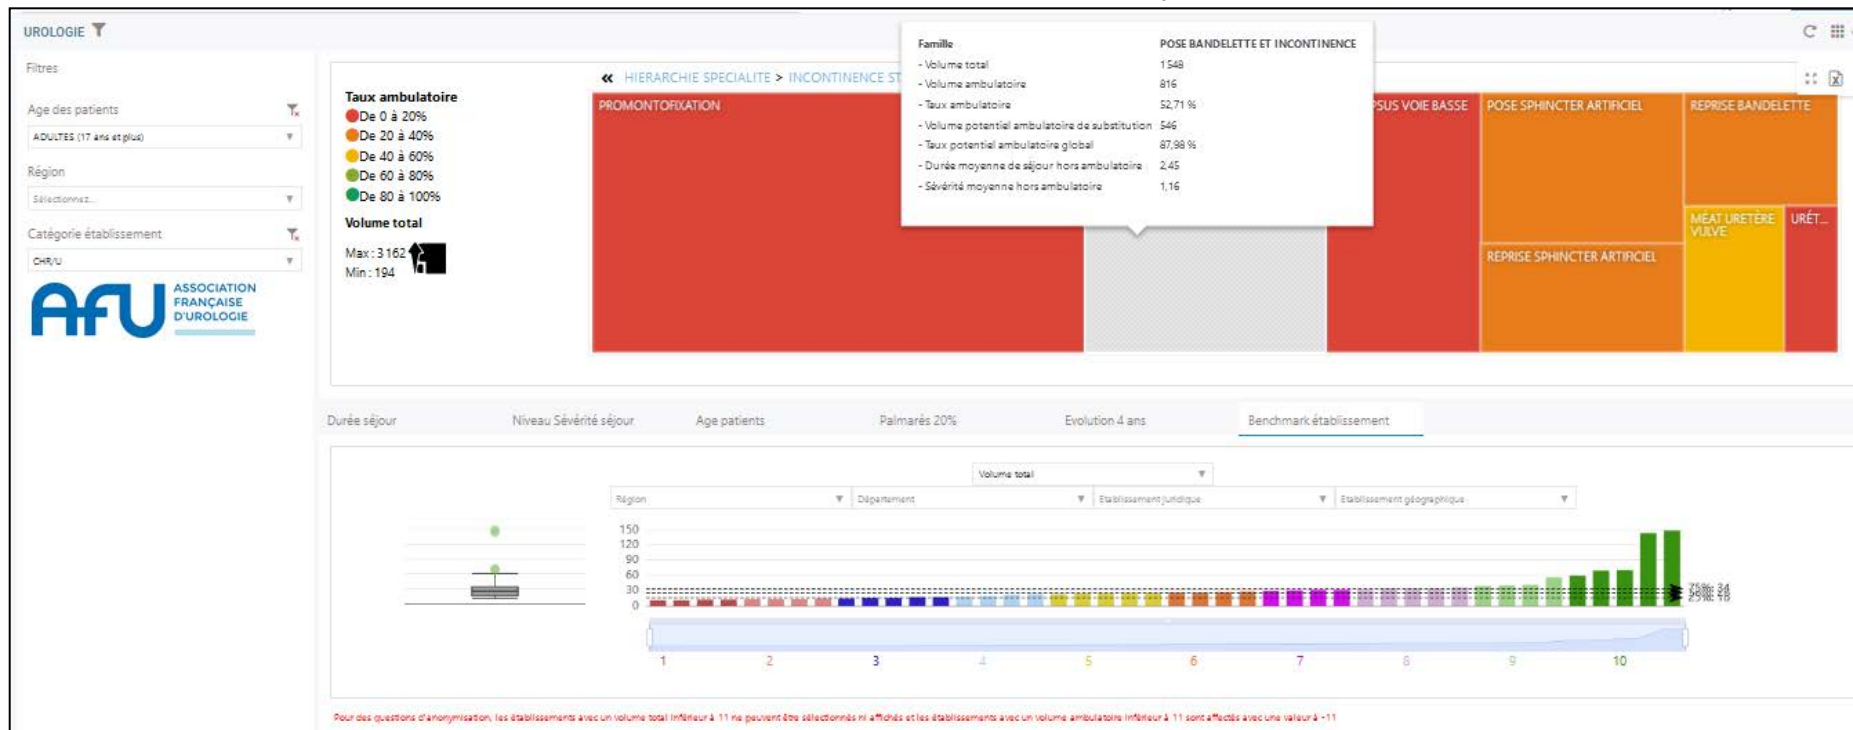 UROLOGIE
Filtres
Age des patients
ADULTES (17 ans et plus)
Région
Sélectionnez...
Catégorie établissement
CHR/U
AFU ASSOCIATION
FRANÇAISE
D'UROLOGIE
Taux ambulatoire
De 0 à 20%
De 20 à 40%
De 40 à 60%
De 60 à 80%
De 80 à 100%
Volume total
Max : 3 162
Min : 194
« HIERARCHIE SPECIALITE > INCONTINENCE ST
Famille POSE BANDELETTE ET INCONTINENCE
- Volume total 1 548
- Volume ambulatoire 816
- Taux ambulatoire 52,71 %
- Volume potentiel ambulatoire de substitution 546
- Taux potentiel ambulatoire global 87,98 %
- Durée moyenne de séjour hors ambulatoire 2,45
- Sévérité moyenne hors ambulatoire 1,16
PROMONTOFIXATION
PSUS VOIE BASSE
POSE SPHINCTER ARTIFICIEL
REPRISE BANDELETTE
REPRISE SPHINCTER ARTIFICIEL
MÉAT URETÈRE
VULVE
URÉT...
Durée séjour Niveau Sévérité séjour Age patients Palmarès 20% Evolution 4 ans Benchmark établissement
Volume total
Région Département Etablissement juridique Etablissement géographique
150
120
90
60
30
0
75%: 34
25%: 18
1 2 3 4 5 6 7 8 9 10
Pour des questions d'anonymisation, les établissements avec un volume total inférieur à 11 ne peuvent être sélectionnés ni affichés et les établissements avec un volume ambulatoire inférieur à 11 sont affectés avec une valeur à -11